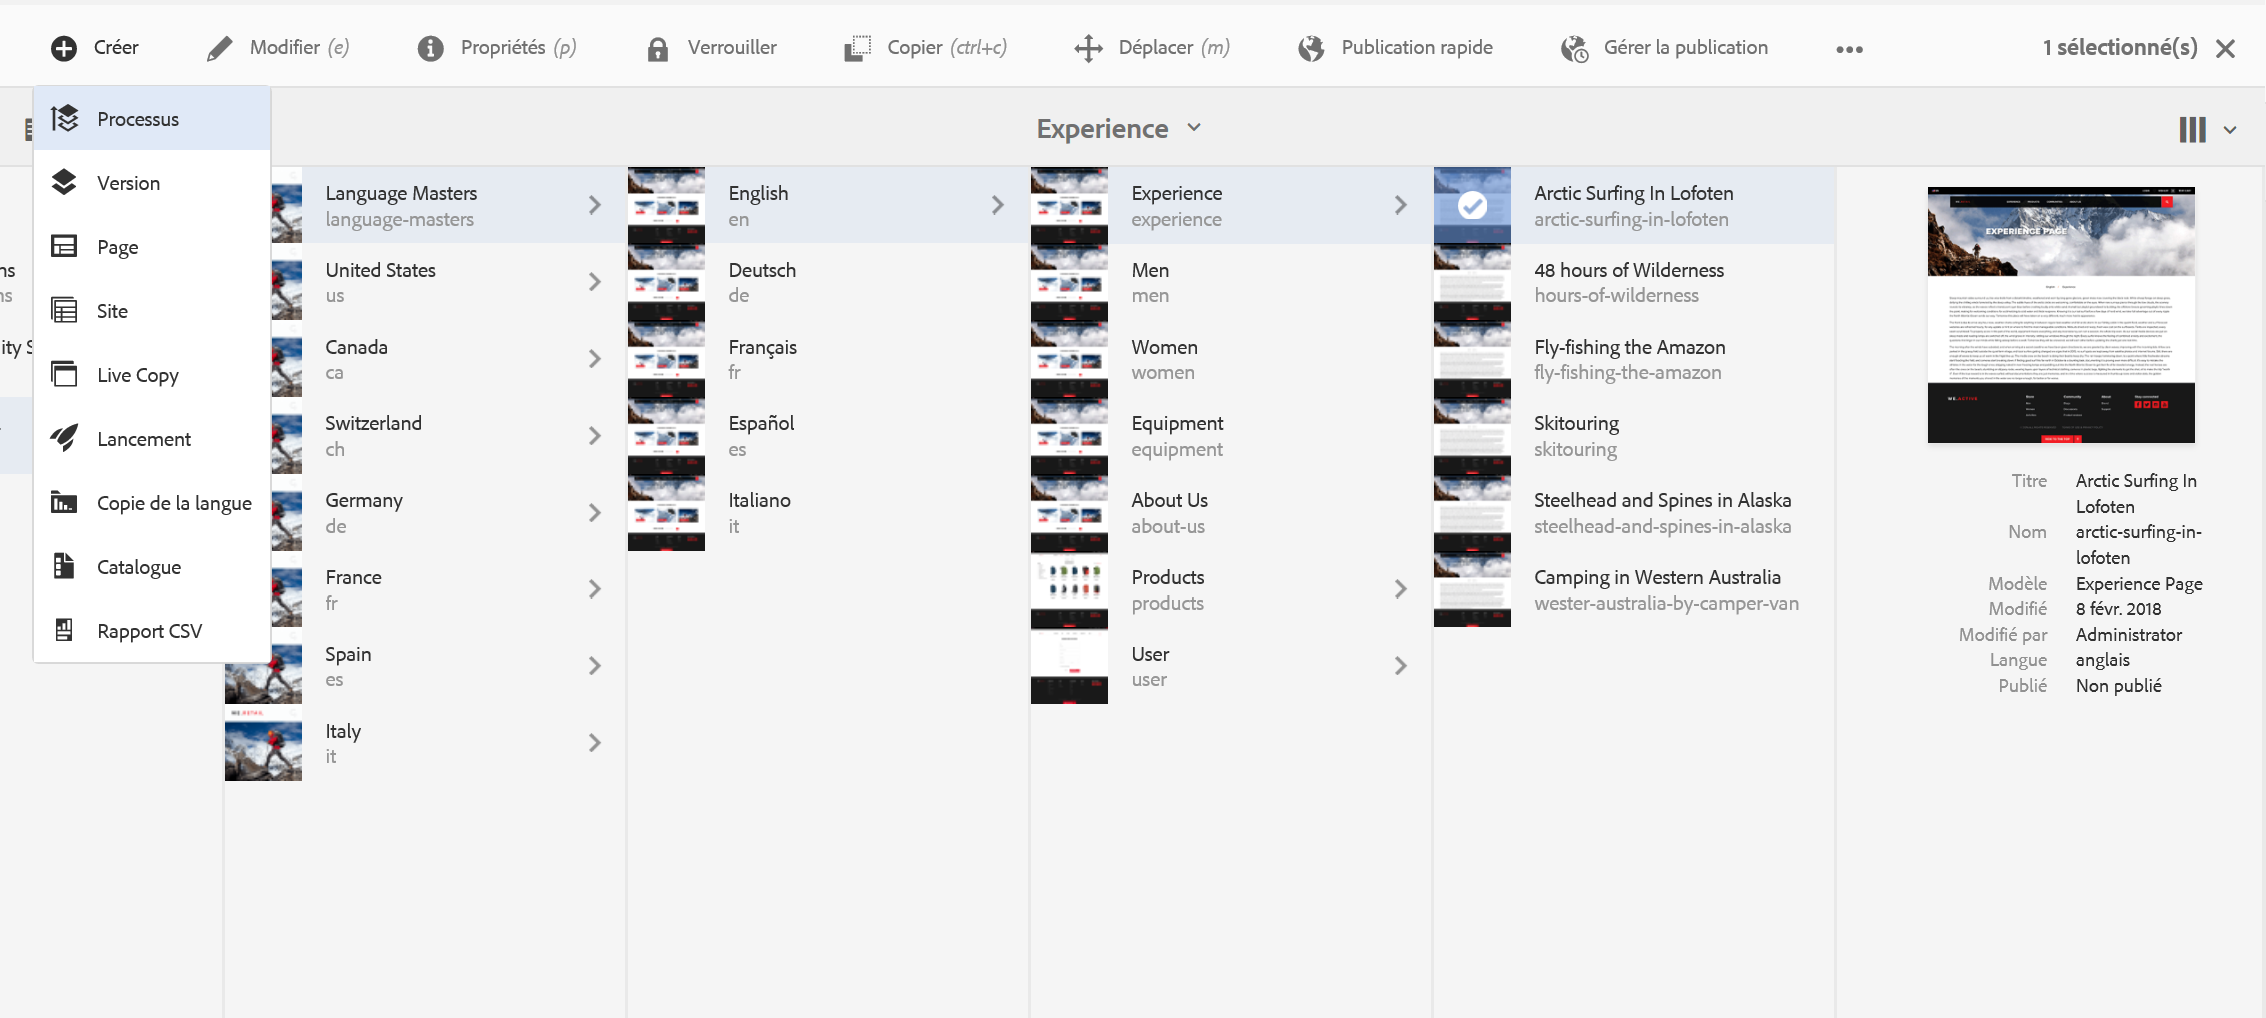 Créer
Modifier (e)
Propriétés (p)
Verrouiller
Copier (ctrl+c)
Déplacer (m)
Publication rapide
Gérer la publication
1 sélectionné(s)
Experience
Processus
Version
Page
Site
Live Copy
Lancement
Copie de la langue
Catalogue
Rapport CSV
ns
ns
ity S
Language Masters
language-masters
United States
us
Canada
ca
Switzerland
ch
Germany
de
France
fr
Spain
es
Italy
it
English
en
Deutsch
de
Français
fr
Español
es
Italiano
it
Experience
experience
Men
men
Women
women
Equipment
equipment
About Us
about-us
Products
products
User
user
Arctic Surfing In Lofoten
arctic-surfing-in-lofoten
48 hours of Wilderness
hours-of-wilderness
Fly-fishing the Amazon
fly-fishing-the-amazon
Skitouring
skitouring
Steelhead and Spines in Alaska
steelhead-and-spines-in-alaska
Camping in Western Australia
wester-australia-by-camper-van
EXPERIENCE PAGE
Titre Arctic Surfing In
Lofoten
Nom arctic-surfing-in-
lofoten
Modèle Experience Page
Modifié 8 févr. 2018
Modifié par Administrator
Langue anglais
Publié Non publié